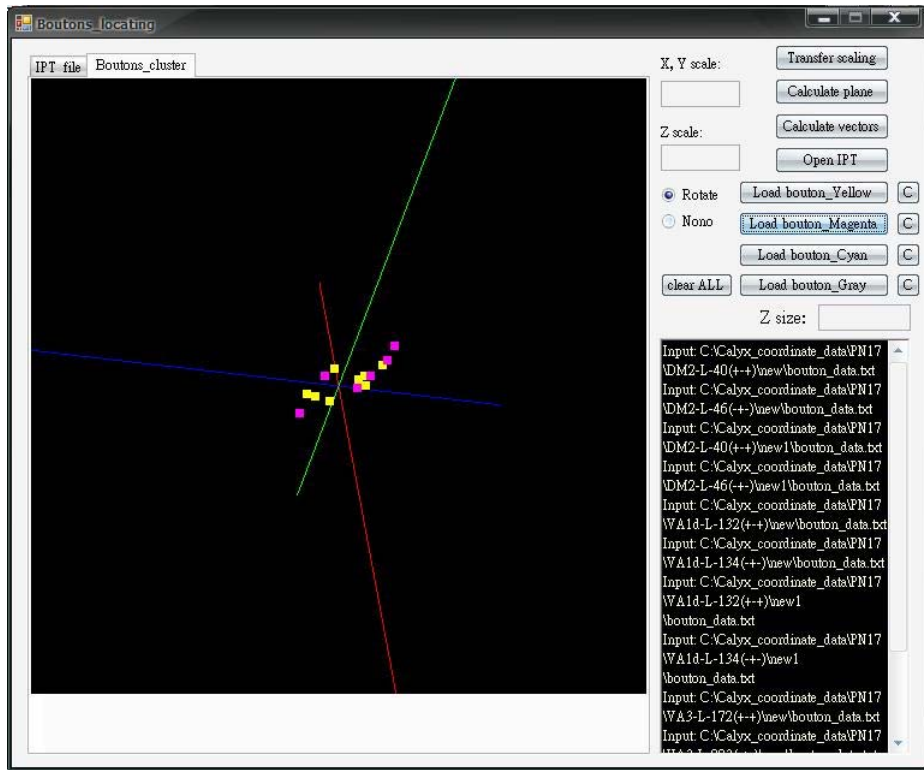 Boutons_locating
IPT_file
Boutons_cluster
X, Y scale:
Transfer scaling
Calculate plane
Z scale:
Calculate vectors
Open IPT
Rotate
Load bouton_Yellow
C
Nono
Load bouton_Magenta
C
Load bouton_Cyan
C
clear ALL
Load bouton_Gray
C
Z size:
Input: C:\Calyx_coordinate_data\PN17
\DM2-L-40(+-+)\new\bouton_data.txt
Input: C:\Calyx_coordinate_data\PN17
\DM2-L-46(-+-)\new\bouton_data.txt
Input: C:\Calyx_coordinate_data\PN17
\DM2-L-40(+-+)\new1\bouton_data.txt
Input: C:\Calyx_coordinate_data\PN17
\DM2-L-46(-+-)\new1\bouton_data.txt
Input: C:\Calyx_coordinate_data\PN17
\VA1d-L-132(+-+)\new\bouton_data.txt
Input: C:\Calyx_coordinate_data\PN17
\VA1d-L-134(-+-)\new\bouton_data.txt
Input: C:\Calyx_coordinate_data\PN17
\VA1d-L-132(+-+)\new1
\bouton_data.txt
Input: C:\Calyx_coordinate_data\PN17
\VA1d-L-134(-+-)\new1
\bouton_data.txt
Input: C:\Calyx_coordinate_data\PN17
\VA3-L-172(-+-)\new\bouton_data.txt
Input: C:\Calyx_coordinate_data\PN17